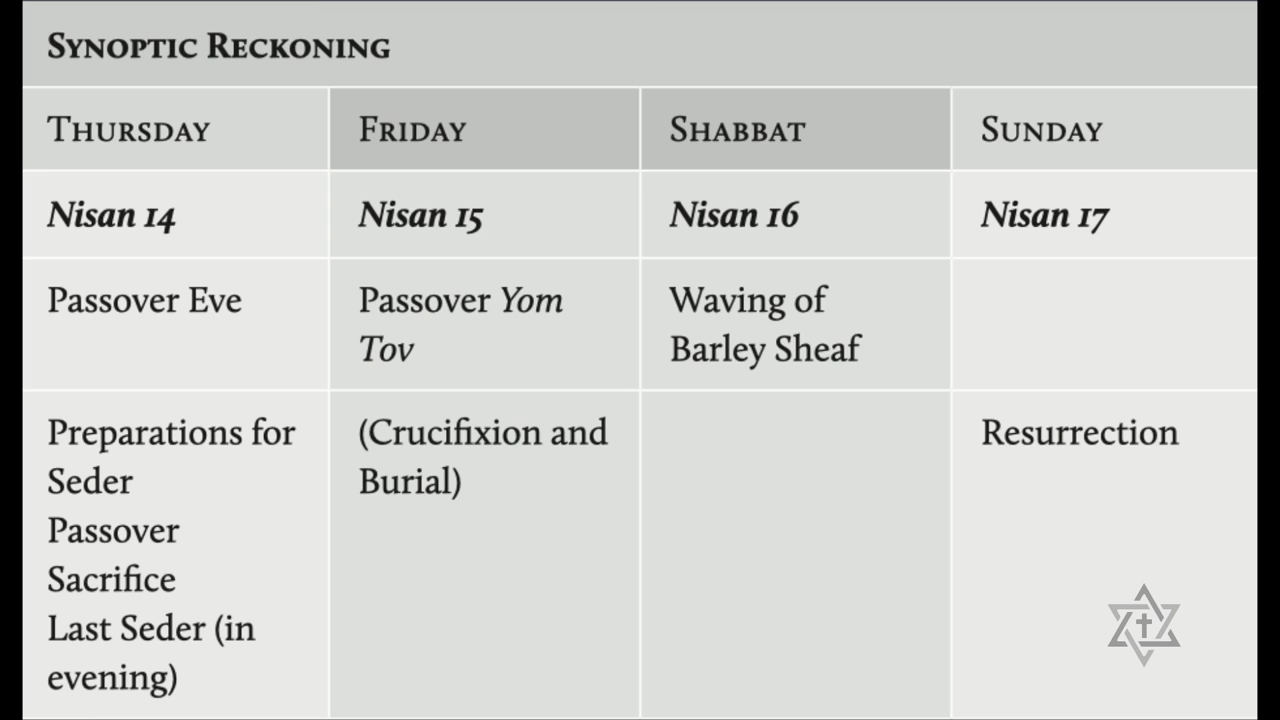 Synoptic Reckoning
Thursday
Friday
Shabbat
Sunday
Nisan 14
Nisan 15
Nisan 16
Nisan 17
Passover Eve
Passover Yom
Tov
Waving of
Barley Sheaf
Preparations for
Seder
Passover
Sacrifice
Last Seder (in
evening)
(Crucifixion and
Burial)
Resurrection